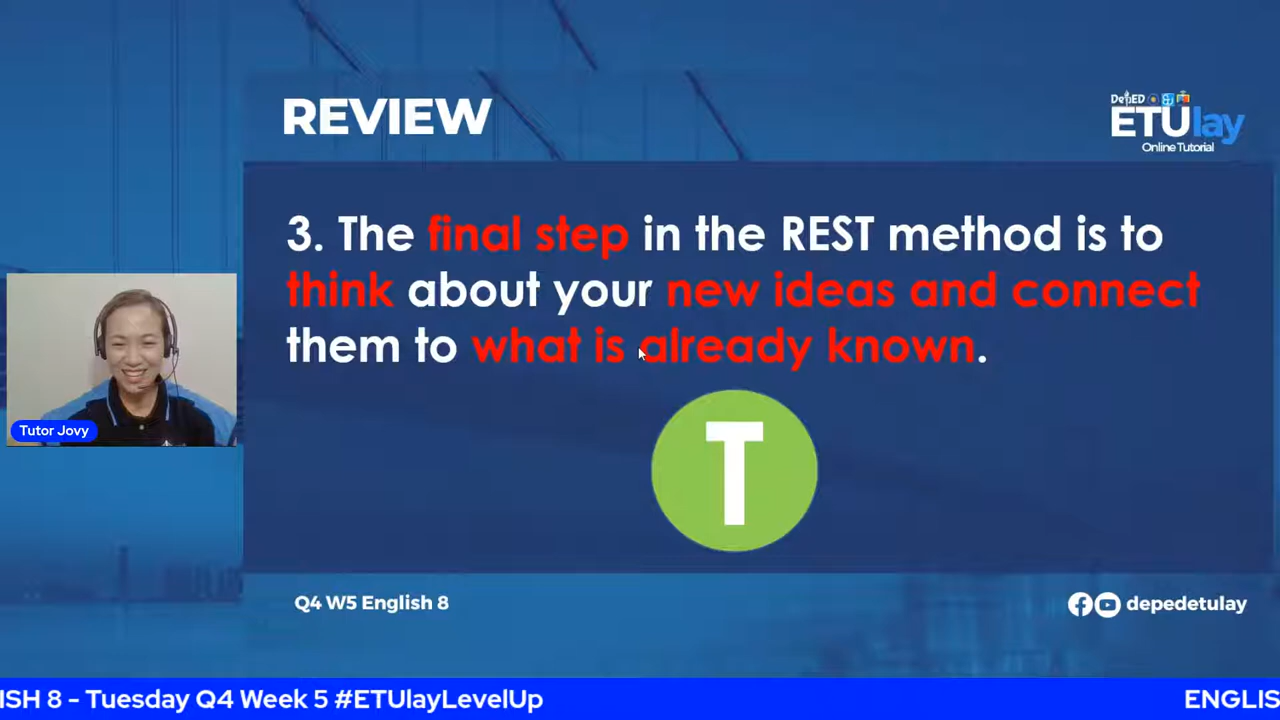 REVIEW
DepED
ETUlay
Online Tutorial
3. The final step in the REST method is to
think about your new ideas and connect
them to what is already known.
T
Tutor Jovy
Q4 W5 English 8
depedetulay
ISH 8 - Tuesday Q4 Week 5 #ETUlayLevelUp
ENGLIS